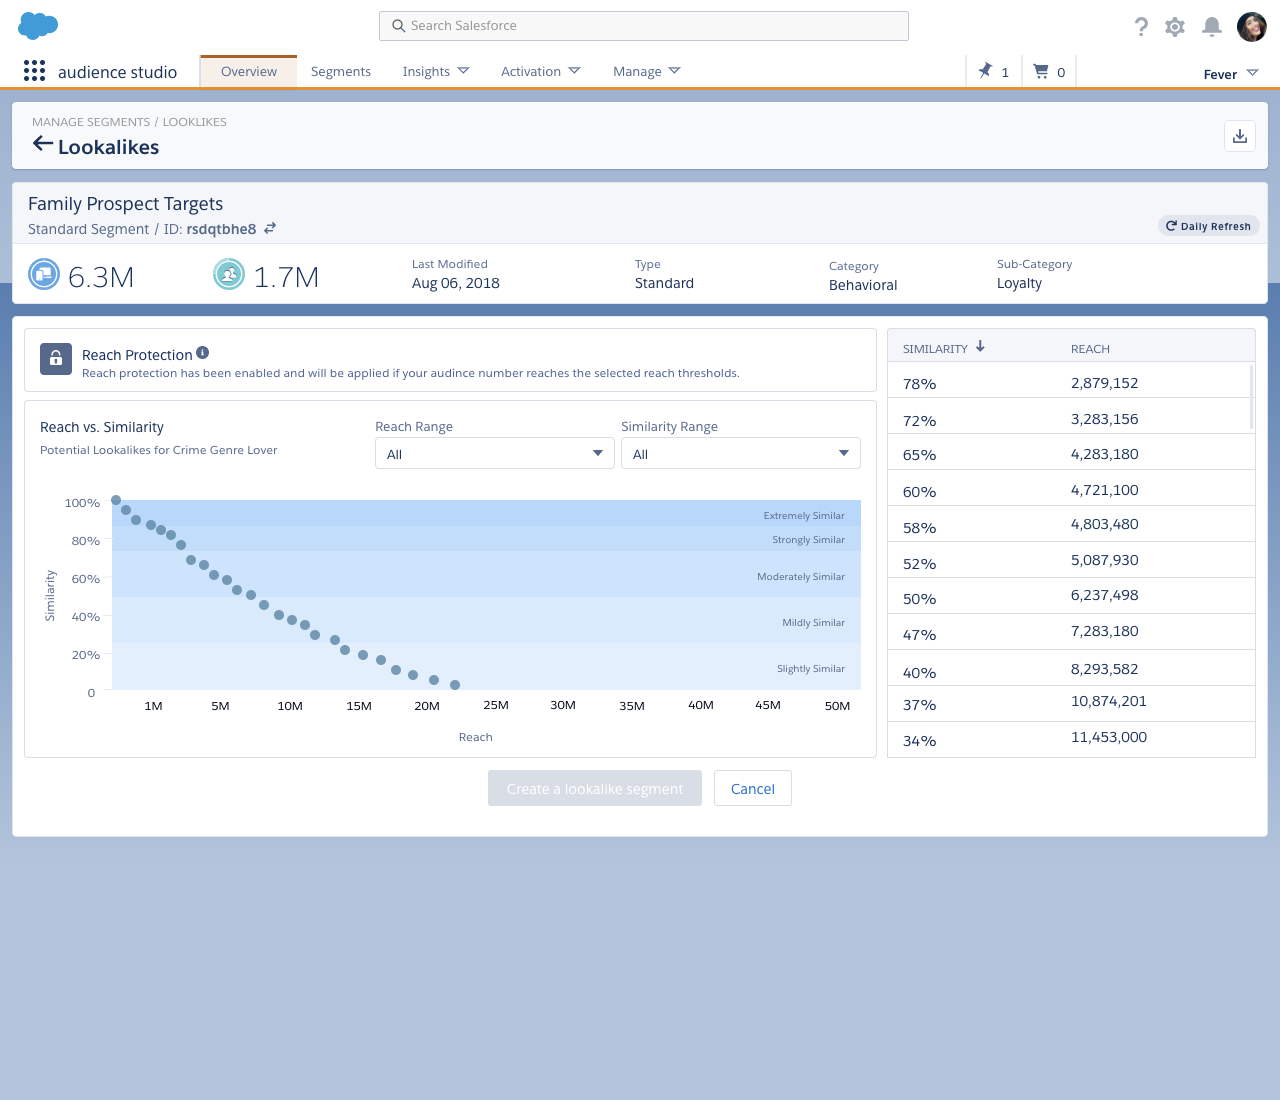 Search Salesforce
audience studio
Overview
Segments
Insights
Activation
Manage
1
0
Fever
MANAGE SEGMENTS / LOOKLIKES
Lookalikes
Family Prospect Targets
Standard Segment / ID: rsdqtbhe8
Daily Refresh
6.3M
1.7M
Last Modified
Aug 06, 2018
Type
Standard
Category
Behavioral
Sub-Category
Loyalty
Reach Protection
Reach protection has been enabled and will be applied if your audince number reaches the selected reach thresholds.
Reach vs. Similarity
Potential Lookalikes for Crime Genre Lover
Reach Range
All
Similarity Range
All
100%
80%
60%
40%
20%
0
Similarity
Extremely Similar
Strongly Similar
Moderately Similar
Mildly Similar
Slightly Similar
1M 5M 10M 15M 20M 25M 30M 35M 40M 45M 50M
Reach
SIMILARITY REACH
78% 2,879,152
72% 3,283,156
65% 4,283,180
60% 4,721,100
58% 4,803,480
52% 5,087,930
50% 6,237,498
47% 7,283,180
40% 8,293,582
37% 10,874,201
34% 11,453,000
Create a lookalike segment
Cancel